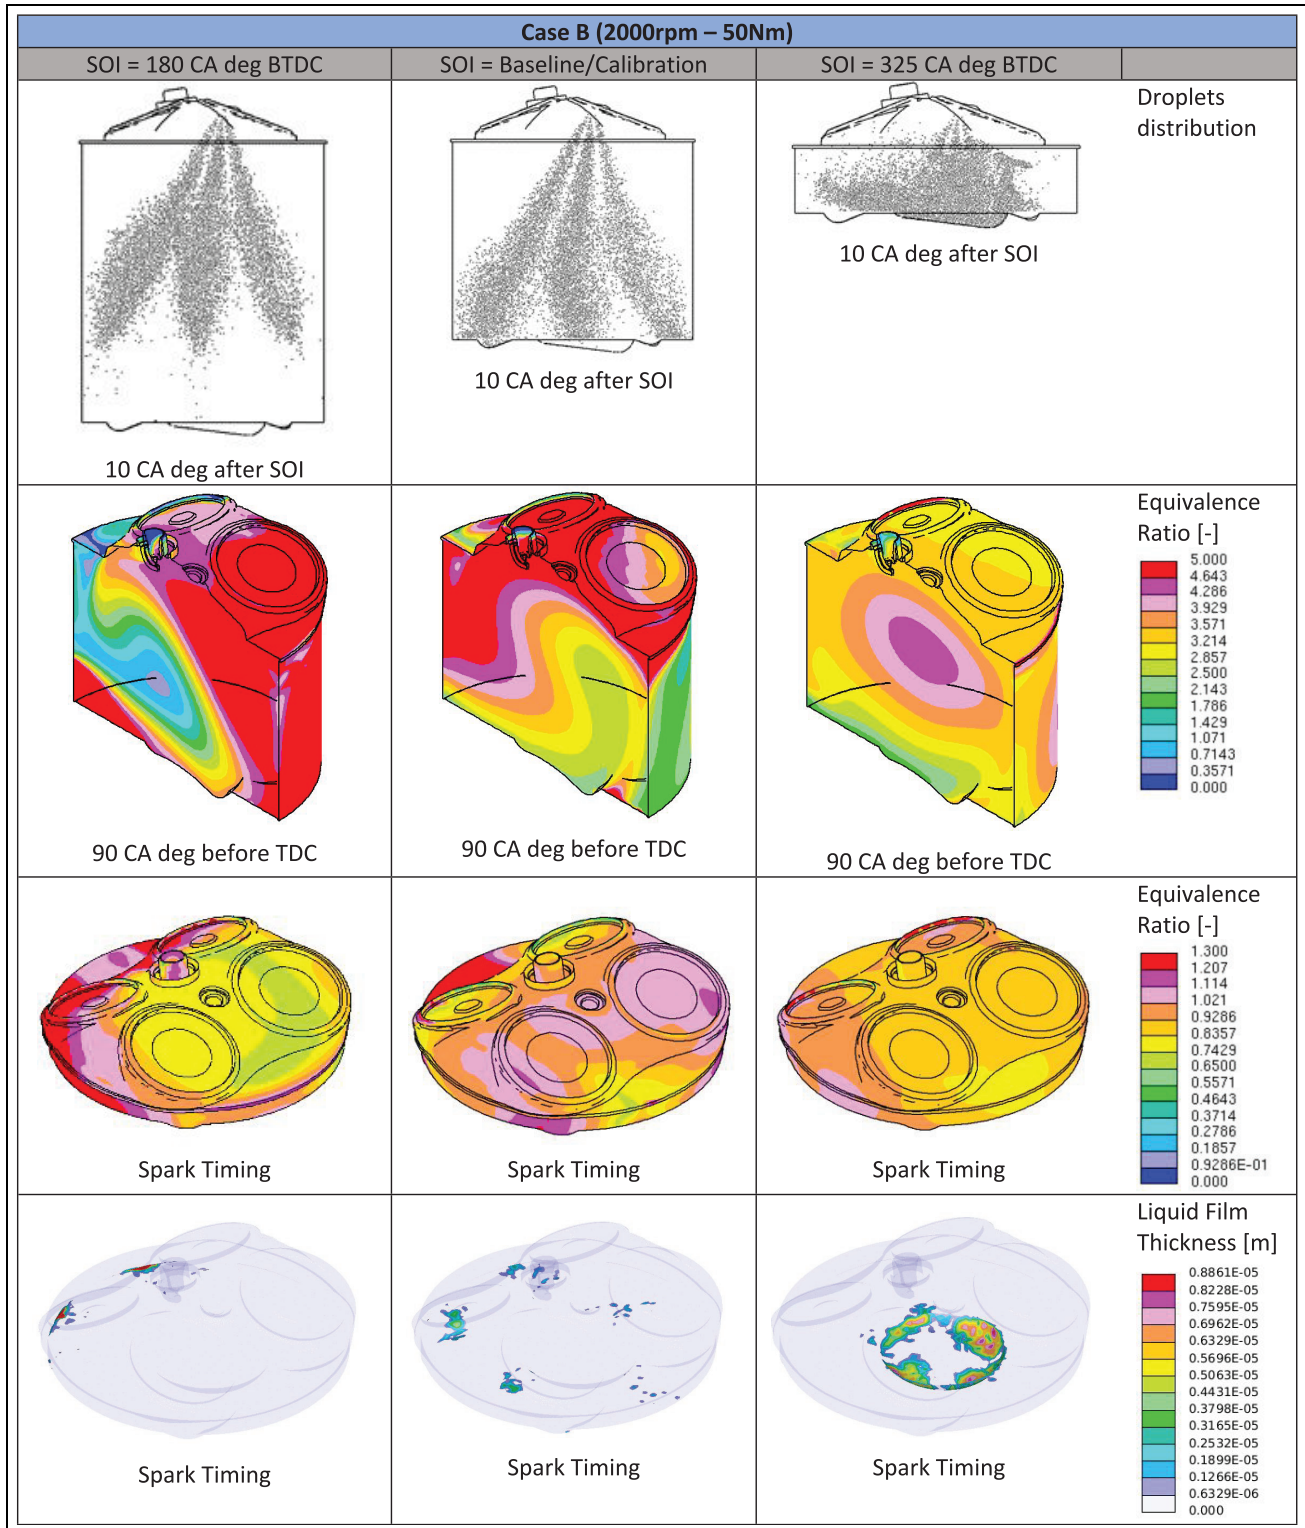 Case B (2000rpm – 50Nm)
SOI = 180 CA deg BTDC
SOI = Baseline/Calibration
SOI = 325 CA deg BTDC
10 CA deg after SOI
10 CA deg after SOI
10 CA deg after SOI
Droplets
distribution
90 CA deg before TDC
90 CA deg before TDC
90 CA deg before TDC
Equivalence
Ratio [-]
5.000
4.643
4.286
3.929
3.571
3.214
2.857
2.500
2.143
1.786
1.429
1.071
0.7143
0.3571
0.000
Spark Timing
Spark Timing
Spark Timing
Equivalence
Ratio [-]
1.300
1.207
1.114
1.021
0.9286
0.8357
0.7429
0.6500
0.5571
0.4643
0.3714
0.2786
0.1857
0.9286E-01
0.000
Spark Timing
Spark Timing
Spark Timing
Liquid Film
Thickness [m]
0.8861E-05
0.8228E-05
0.7595E-05
0.6962E-05
0.6329E-05
0.5696E-05
0.5063E-05
0.4431E-05
0.3798E-05
0.3165E-05
0.2532E-05
0.1899E-05
0.1266E-05
0.6329E-06
0.000